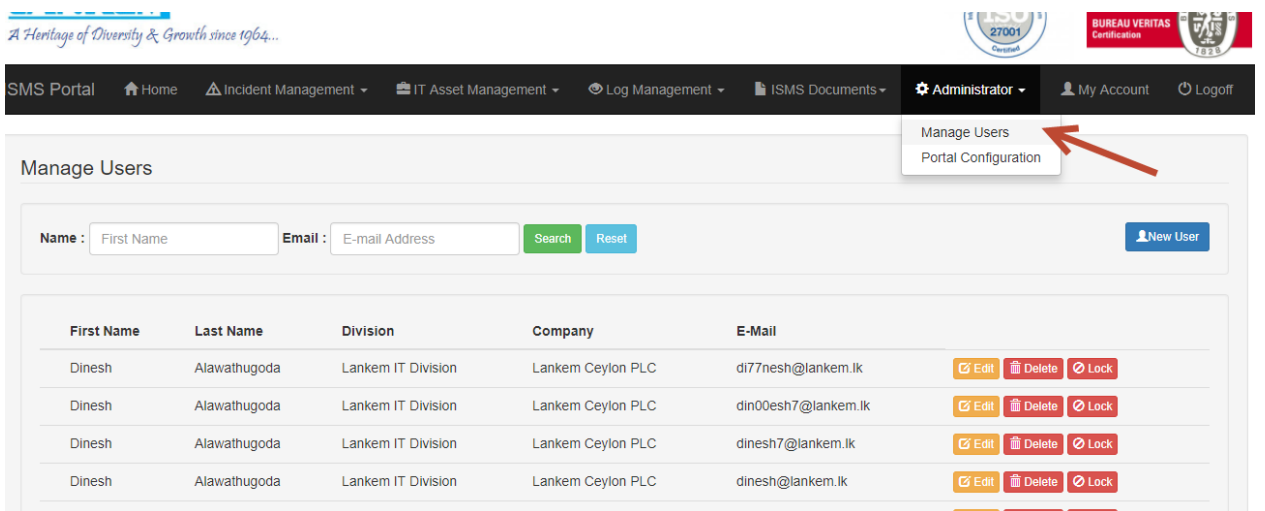 A Heritage of Diversity & Growth since 1964...
ISO
27001
Certified
BUREAU VERITAS
Certification
1828
SMS Portal Home Incident Management IT Asset Management Log Management ISMS Documents Administrator My Account Logoff
Manage Users
Portal Configuration
Manage Users
Name : First Name Email : E-mail Address Search Reset New User
First Name Last Name Division Company E-Mail
Dinesh Alawathugoda Lankem IT Division Lankem Ceylon PLC di77nesh@lankem.lk Edit Delete Lock
Dinesh Alawathugoda Lankem IT Division Lankem Ceylon PLC din00esh7@lankem.lk Edit Delete Lock
Dinesh Alawathugoda Lankem IT Division Lankem Ceylon PLC dinesh7@lankem.lk Edit Delete Lock
Dinesh Alawathugoda Lankem IT Division Lankem Ceylon PLC dinesh@lankem.lk Edit Delete Lock